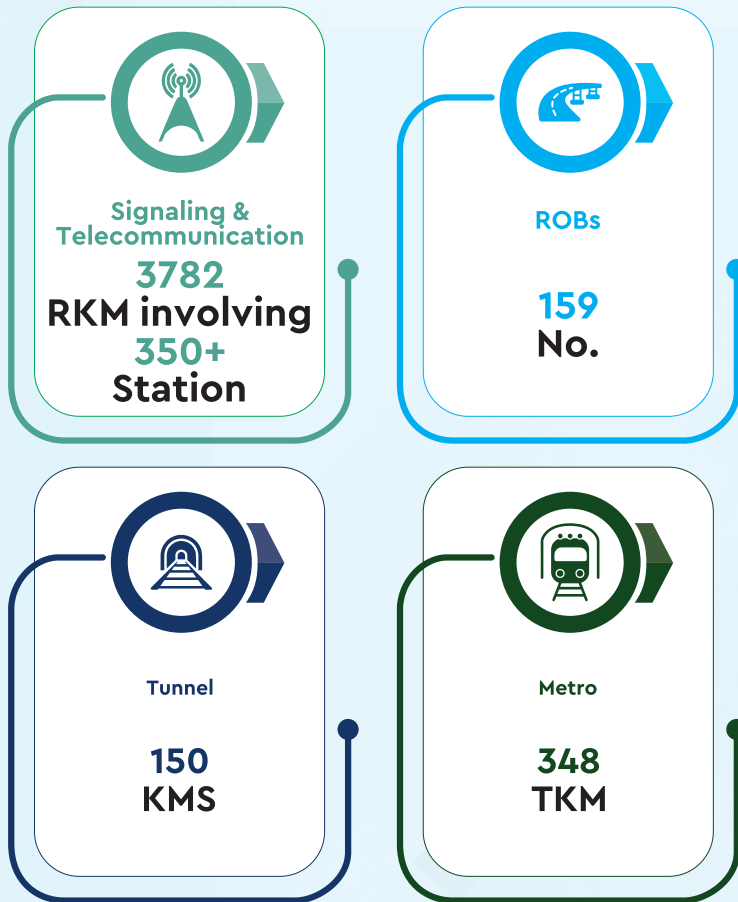 Signaling &
Telecommunication
3782
RKM involving
350+
Station
ROBs
159
No.
Tunnel
150
KMS
Metro
348
TKM